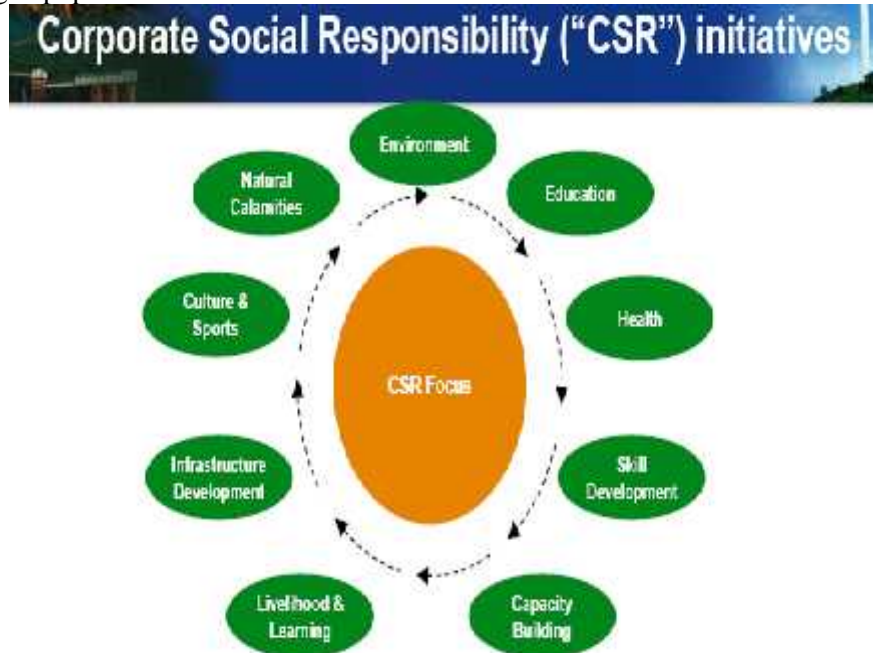 Corporate Social Responsibility ("CSR") initiatives
Environment
Education
Health
Skill
Development
Capacity
Building
Livelihood &
Learning
Infrastructure
Development
Culture &
Sports
Natural
Calamities
CSR Focus